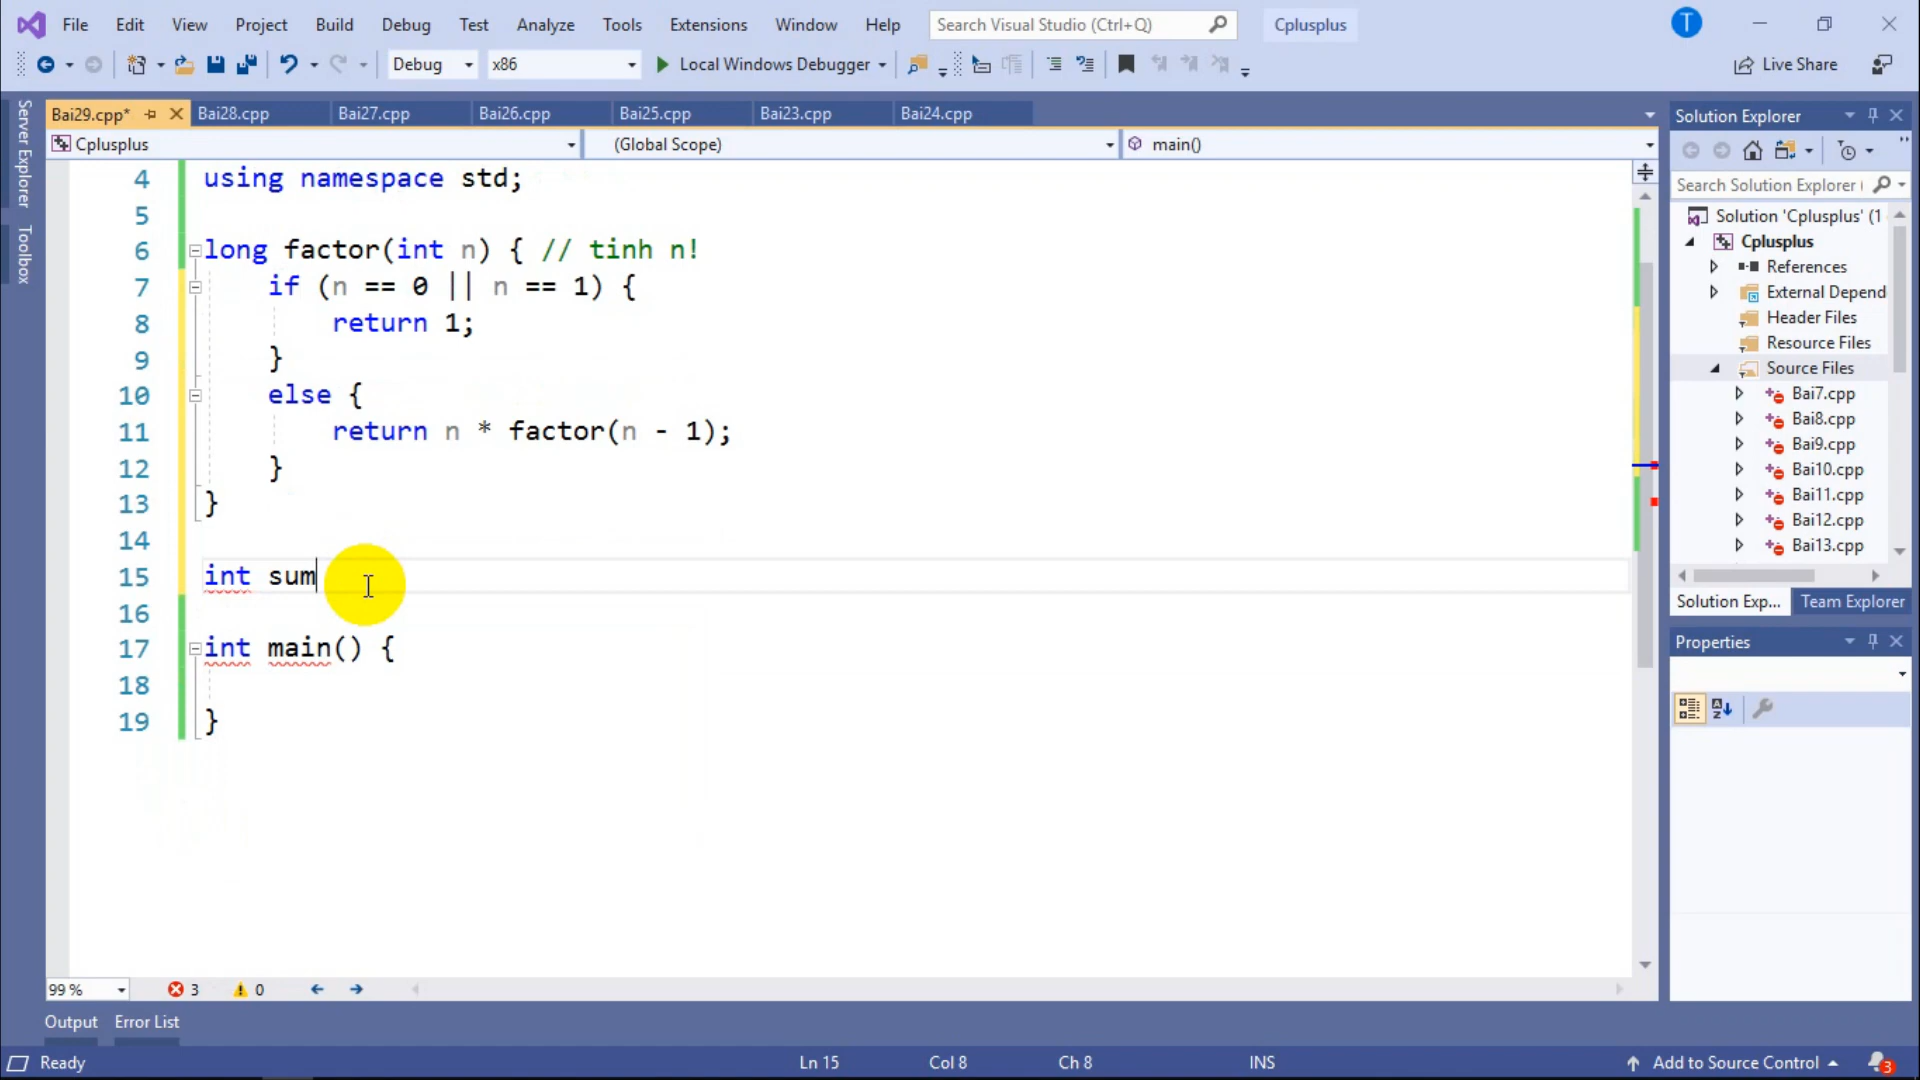 File Edit View Project Build Debug Test Analyze Tools Extensions Window Help Search Visual Studio (Ctrl+Q) Cplusplus T
Debug x86 Local Windows Debugger Live Share
Server Explorer
Toolbox
Bai29.cpp* Bai28.cpp Bai27.cpp Bai26.cpp Bai25.cpp Bai23.cpp Bai24.cpp
Cplusplus (Global Scope) main()
4 using namespace std;
5
6 long factor(int n) { // tinh n!
7 if (n == 0 || n == 1) {
8 return 1;
9 }
10 else {
11 return n * factor(n - 1);
12 }
13 }
14
15 int sum
16
17 int main() {
18
19 }
99 % 3 0
Output Error List
Ready Ln 15 Col 8 Ch 8 INS Add to Source Control 3
Solution Explorer
Search Solution Explorer (
Solution 'Cplusplus' (1
Cplusplus
References
External Depend
Header Files
Resource Files
Source Files
Bai7.cpp
Bai8.cpp
Bai9.cpp
Bai10.cpp
Bai11.cpp
Bai12.cpp
Bai13.cpp
Solution Exp... Team Explorer
Properties